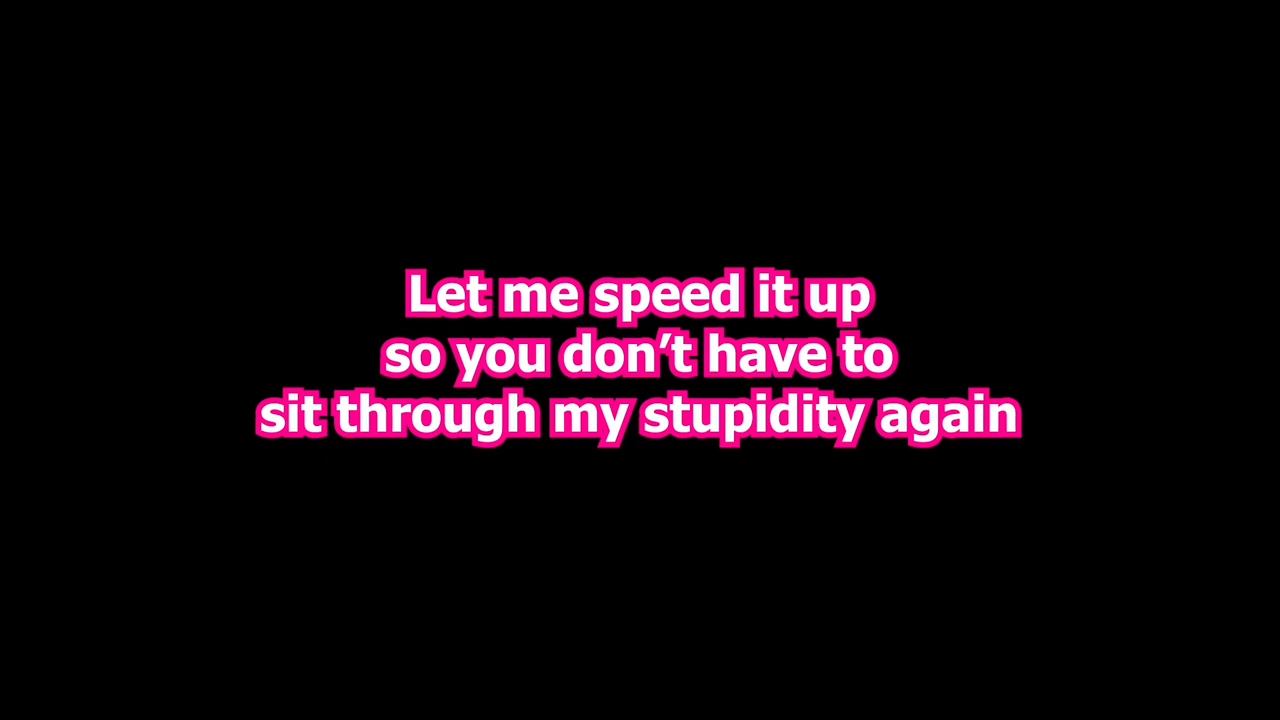 Let me speed it up
so you don’t have to
sit through my stupidity again